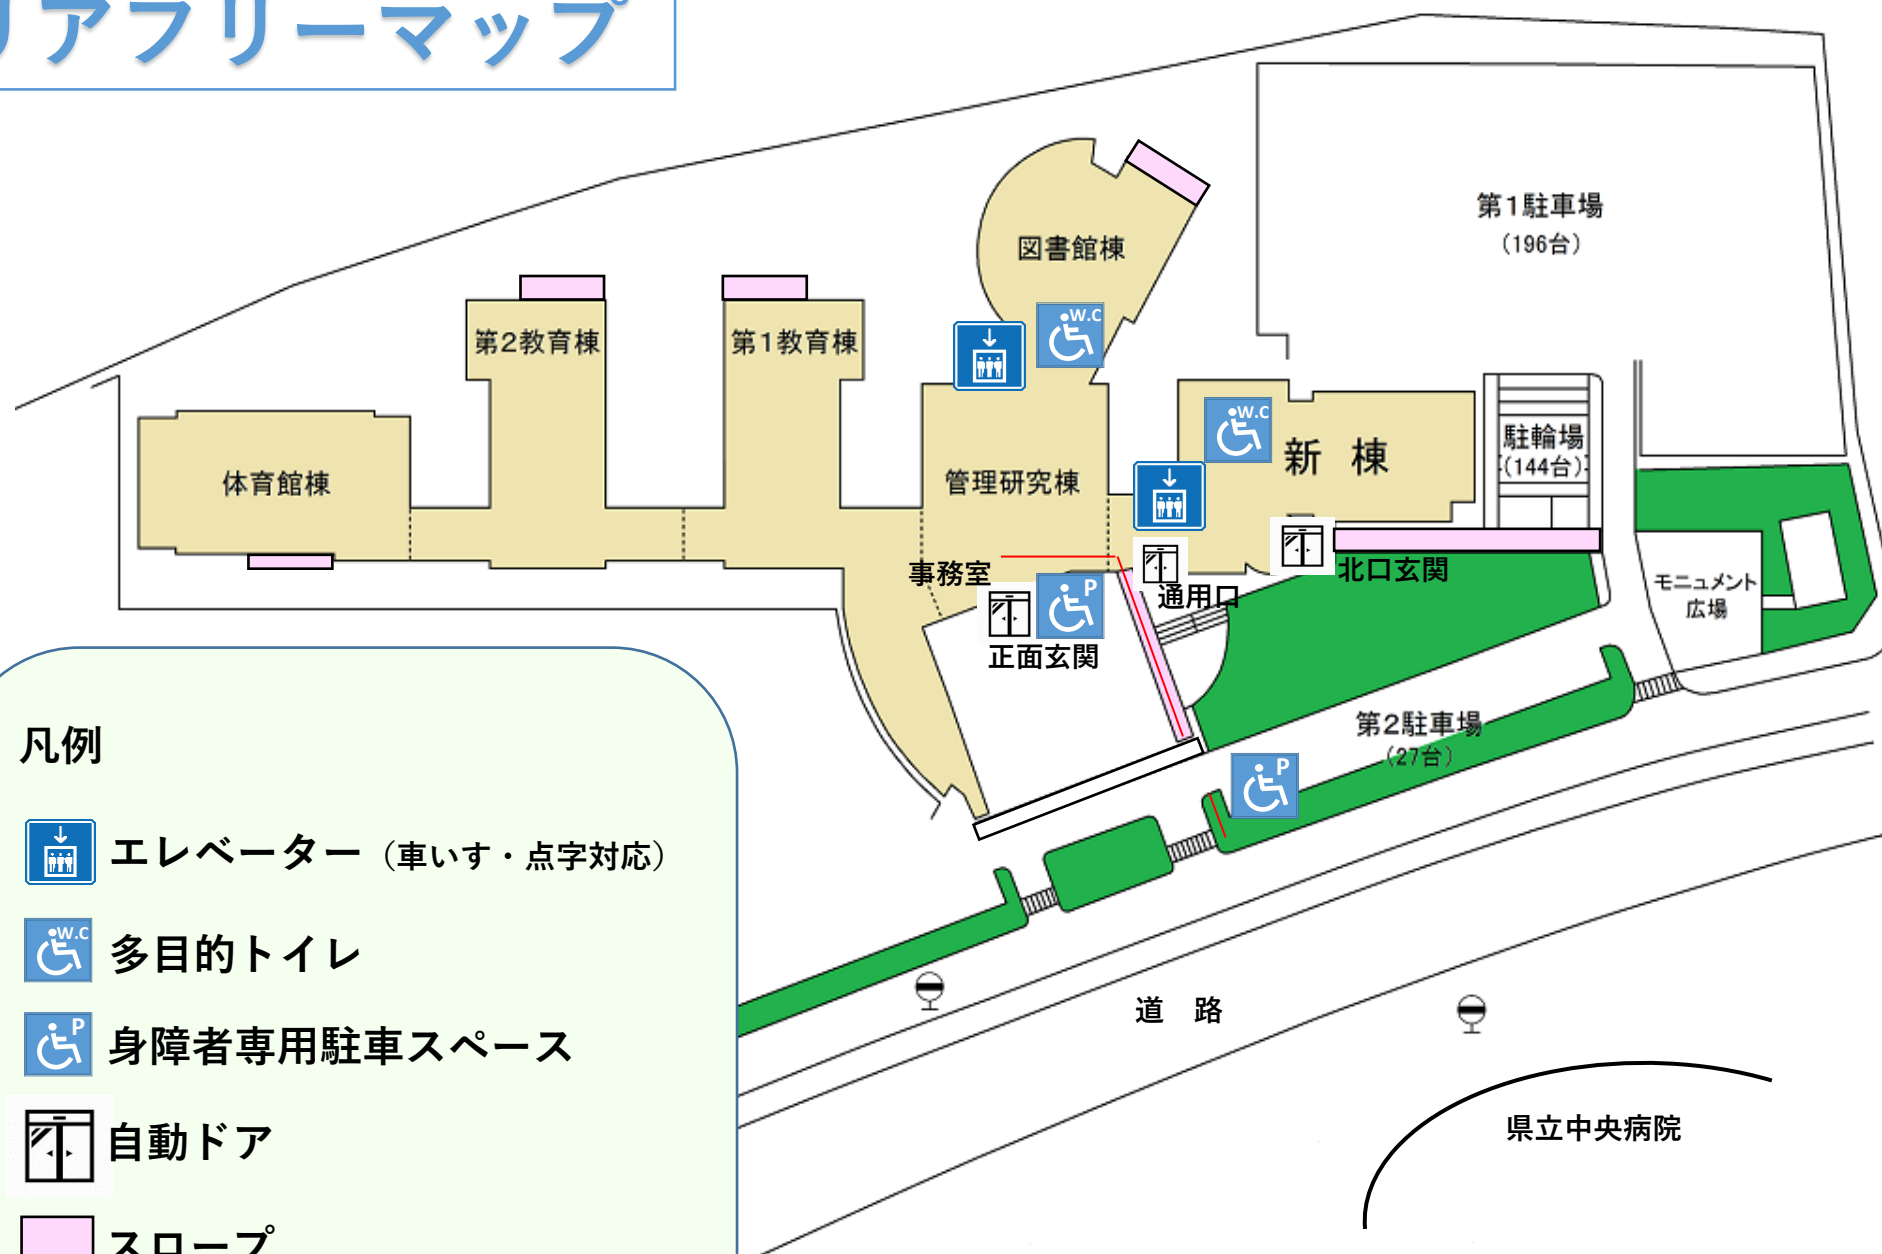 リアフリーマップ
第1駐車場
(196台)
図書館棟
W.C
第2教育棟
第1教育棟
W.C
新 棟
駐輪場
(144台)
体育館棟
管理研究棟
事務室
通用口
北口玄関
モニュメント
広場
P
正面玄関
第2駐車場
(27台)
P
道 路
県立中央病院
凡例
エレベーター（車いす・点字対応）
W.C
多目的トイレ
P
身障者専用駐車スペース
自動ドア
スロープ